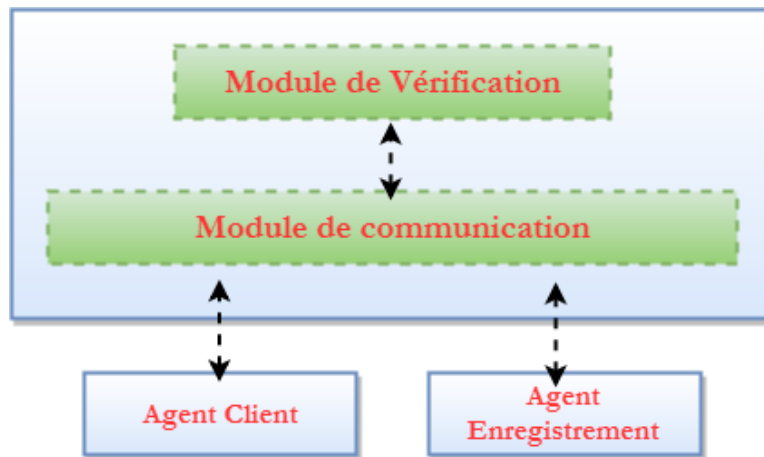 Module de Vérification
Module de communication
Agent Client
Agent
Enregistrement